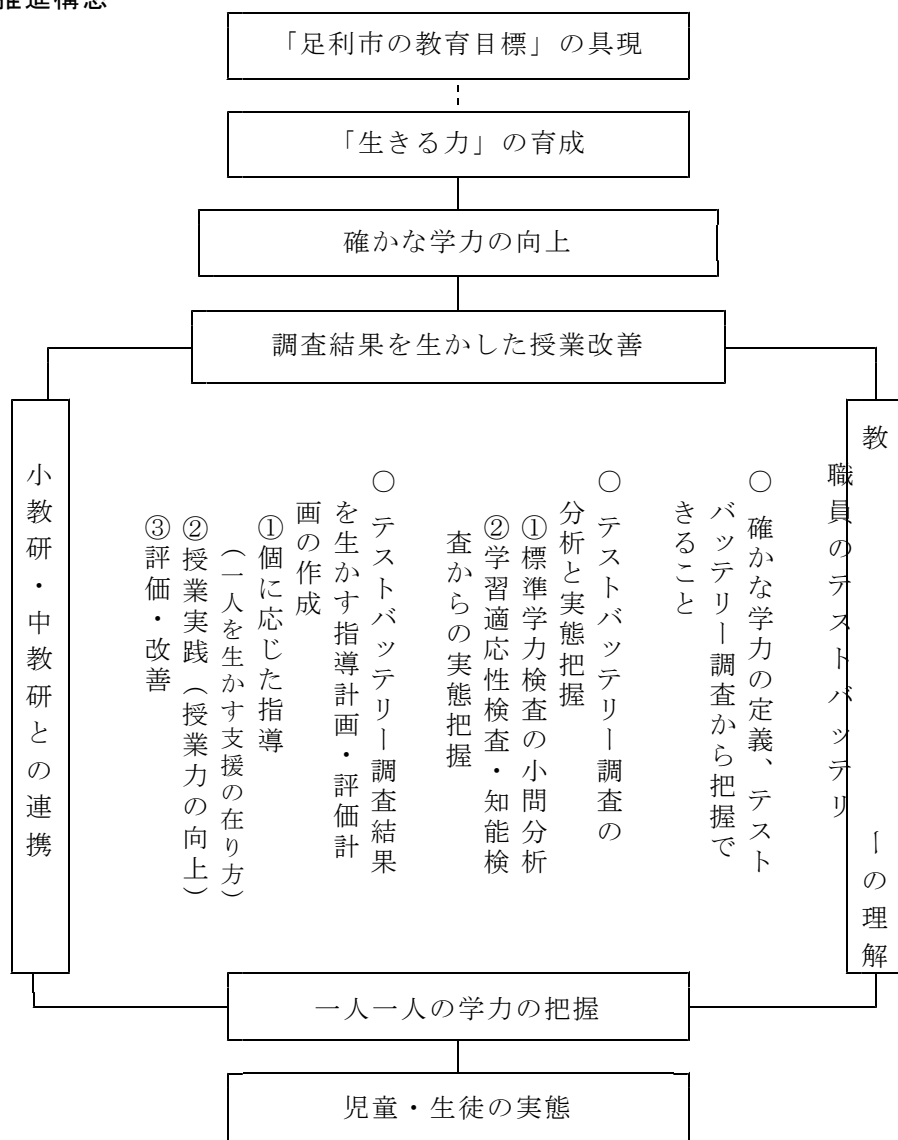 推進構想
「足利市の教育目標」の具現
「生きる力」の育成
確かな学力の向上
調査結果を生かした授業改善
教
職員のテストバッテリ
ーの理解
○ 確かな学力の定義、テスト
バッテリー調査から把握で
きること
○ テストバッテリー調査の
分析と実態把握
①標準学力検査の小問分析
②学習適応性検査・知能検
査からの実態把握
○ テストバッテリー調査結果
を生かす指導計画・評価計
画の作成
①個に応じた指導
（一人を生かす支援の在り方）
②授業実践（授業力の向上）
③評価・改善
小教研・中教研との連携
一人一人の学力の把握
児童・生徒の実態